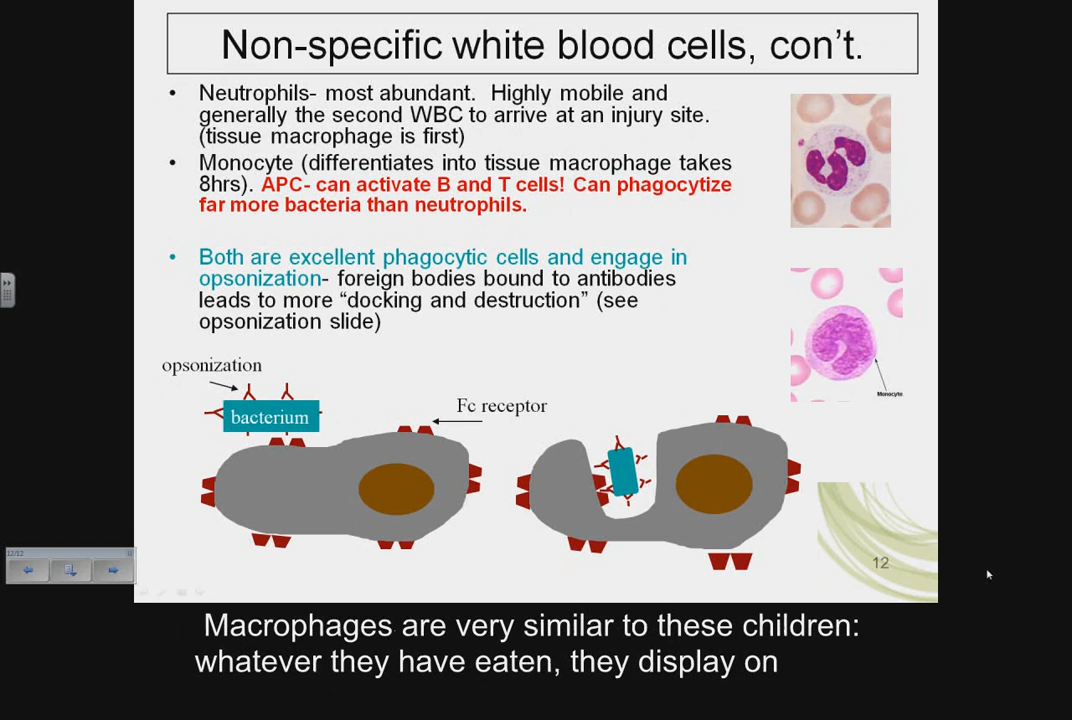 Non-specific white blood cells, con’t.
• Neutrophils- most abundant. Highly mobile and
generally the second WBC to arrive at an injury site.
(tissue macrophage is first)
• Monocyte (differentiates into tissue macrophage takes
8hrs). APC- can activate B and T cells! Can phagocytize
far more bacteria than neutrophils.
• Both are excellent phagocytic cells and engage in
opsonization- foreign bodies bound to antibodies
leads to more “docking and destruction” (see
opsonization slide)
opsonization
bacterium
Fc receptor
Monocyte
12
12/12
Macrophages are very similar to these children:
whatever they have eaten, they display on